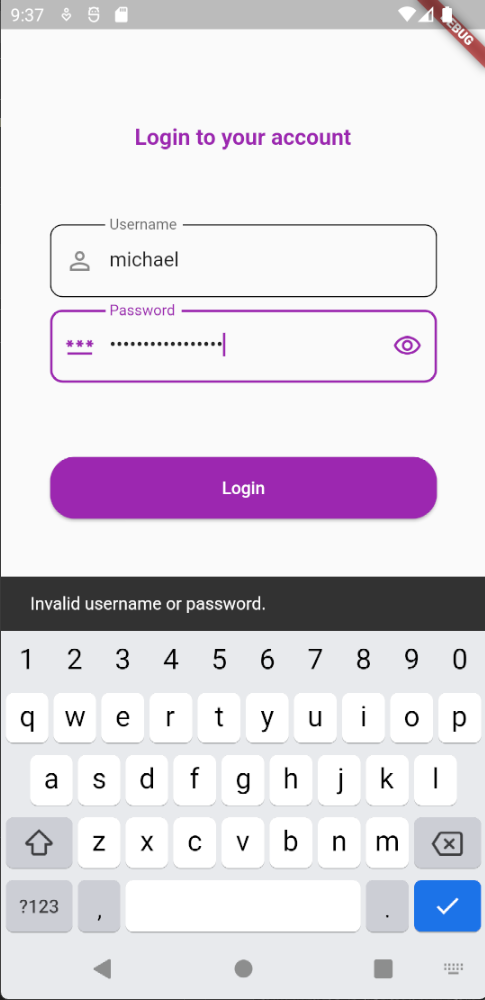 9:37
DEBUG
Login to your account
Username
michael
Password
•••••••••••••••••
Login
Invalid username or password.
1 2 3 4 5 6 7 8 9 0
q w e r t y u i o p
a s d f g h j k l
z x c v b n m
?123 , .